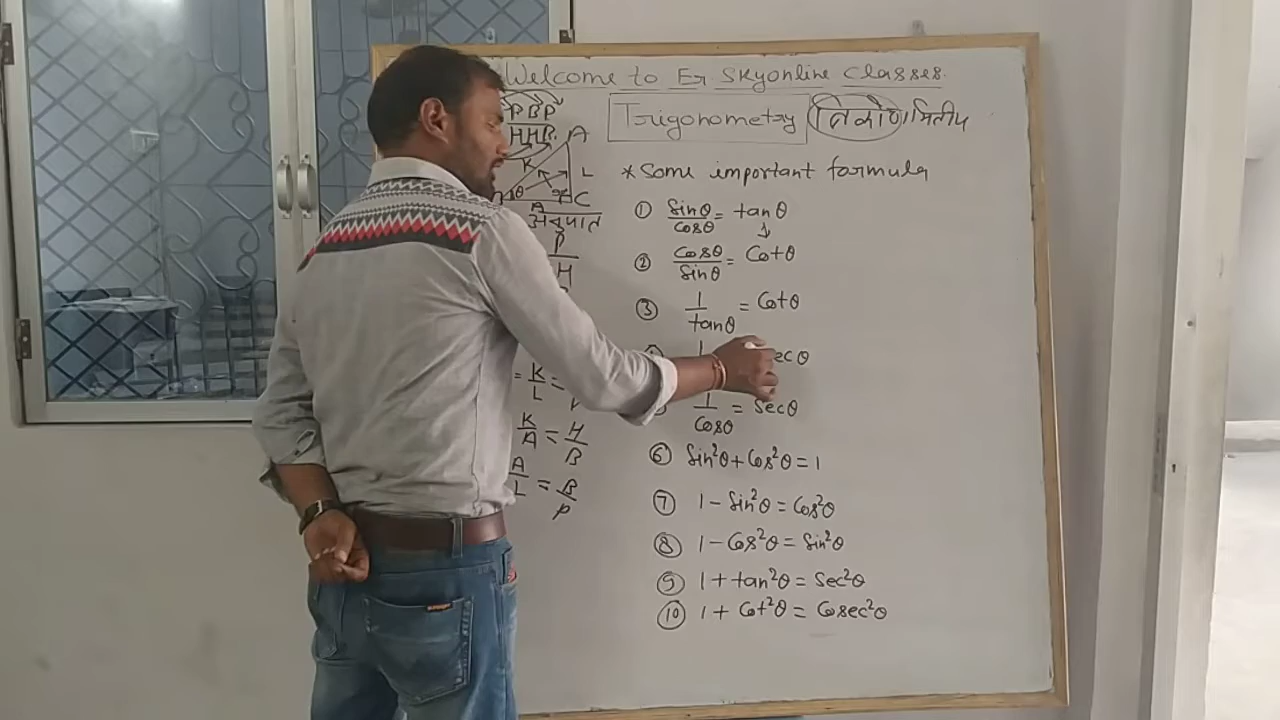 Welcome to Er Skyonline Classes.
Trigonometry
P B P
H H B
A
K
L
θ
A
C
अनुपात
P/H
* Some important formula
① sinθ/cosθ = tanθ
② cosθ/sinθ = cotθ
③ 1/tanθ = cotθ
ecθ
1/cosθ = secθ
= K/L =
K/A = H/B
A/L = B/P
⑥ sin²θ + cos²θ = 1
⑦ 1 - sin²θ = cos²θ
⑧ 1 - cos²θ = sin²θ
⑨ 1 + tan²θ = sec²θ
⑩ 1 + cot²θ = cosec²θ